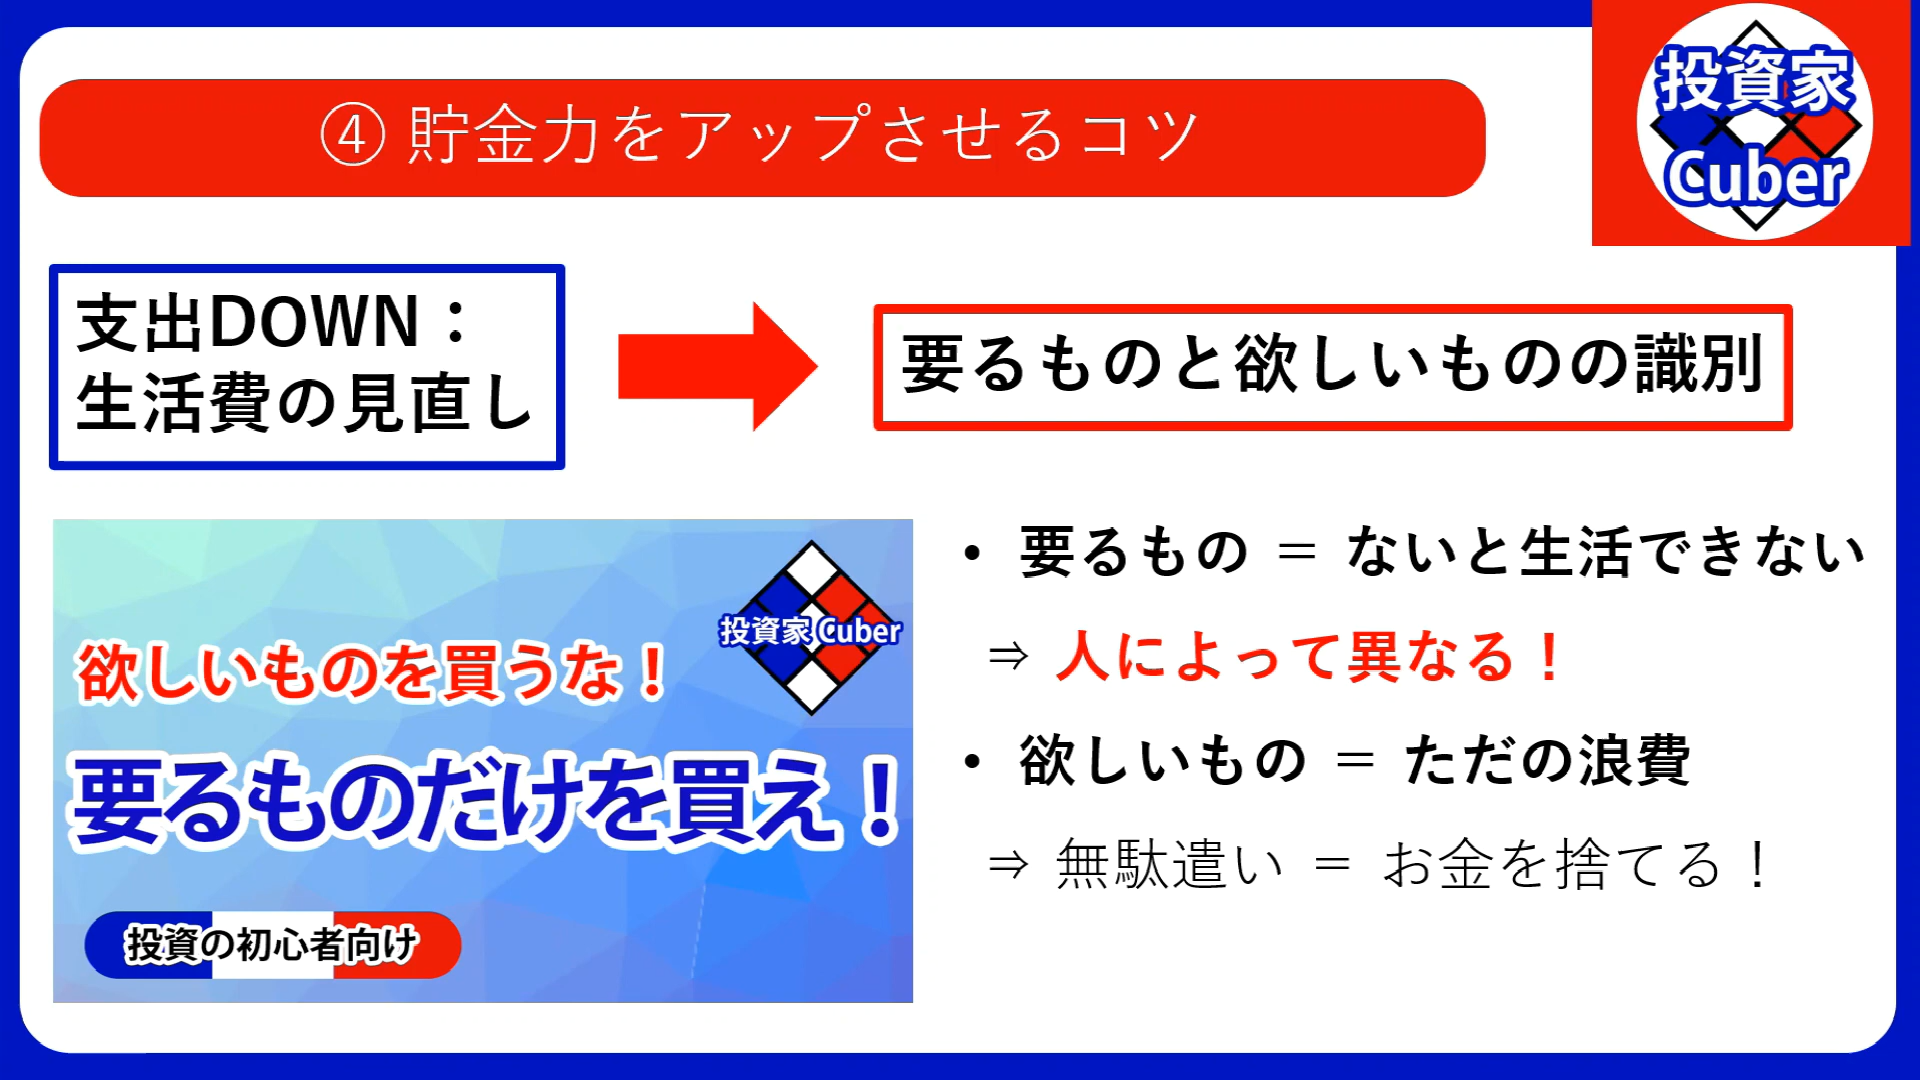 ④ 貯金力をアップさせるコツ
投資家
Cuber
支出DOWN：
生活費の見直し
要るものと欲しいものの識別
投資家 Cuber
欲しいものを買うな！
要るものだけを買え！
投資の初心者向け
• 要るもの ＝ ないと生活できない
⇒ 人によって異なる！
• 欲しいもの ＝ ただの浪費
⇒ 無駄遣い ＝ お金を捨てる！